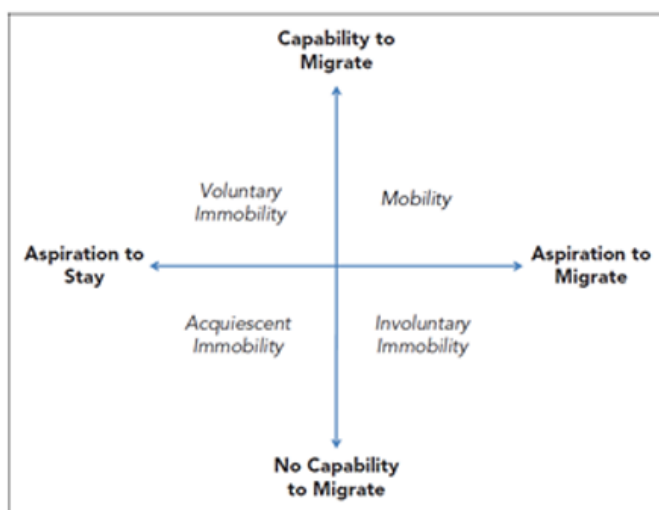 Capability to
Migrate
Voluntary
Immobility
Mobility
Aspiration to
Stay
Aspiration to
Migrate
Acquiescent
Immobility
Involuntary
Immobility
No Capability
to Migrate